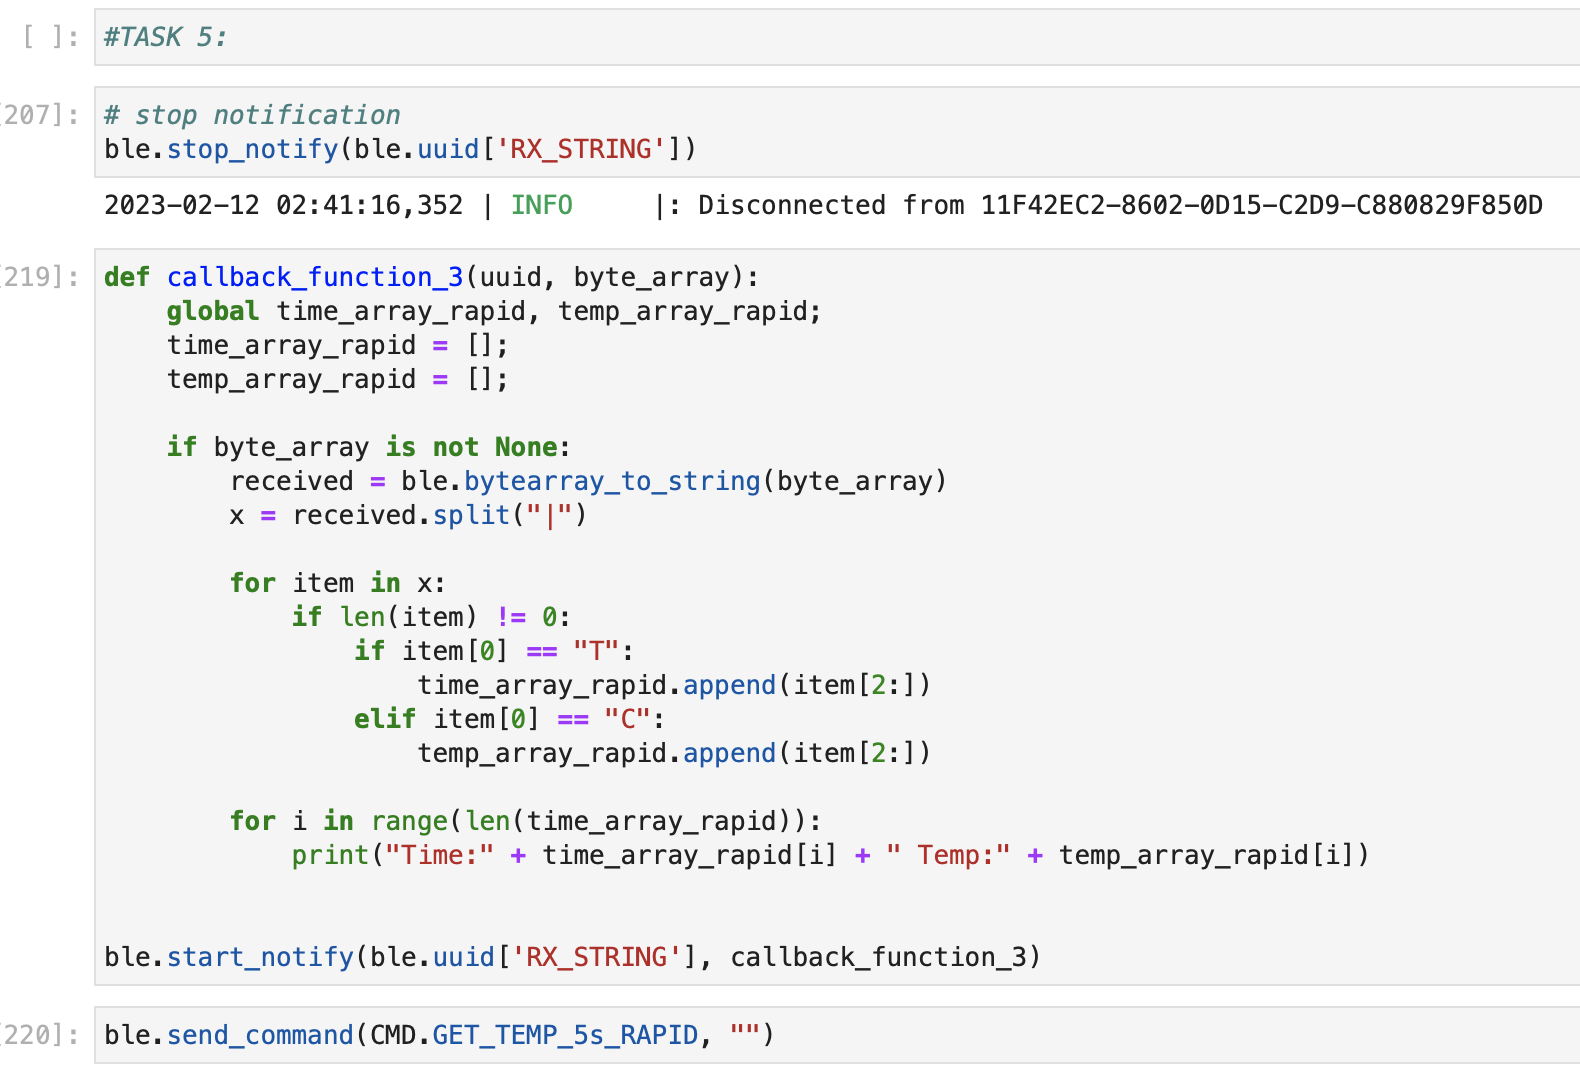 [ ]: #TASK 5:
[207]: # stop notification
ble.stop_notify(ble.uuid['RX_STRING'])
2023-02-12 02:41:16,352 | INFO     |: Disconnected from 11F42EC2-8602-0D15-C2D9-C880829F850D
[219]: def callback_function_3(uuid, byte_array):
    global time_array_rapid, temp_array_rapid;
    time_array_rapid = [];
    temp_array_rapid = [];
    if byte_array is not None:
        received = ble.bytearray_to_string(byte_array)
        x = received.split("|")
        for item in x:
            if len(item) != 0:
                if item[0] == "T":
                    time_array_rapid.append(item[2:])
                elif item[0] == "C":
                    temp_array_rapid.append(item[2:])
        for i in range(len(time_array_rapid)):
            print("Time:" + time_array_rapid[i] + " Temp:" + temp_array_rapid[i])
ble.start_notify(ble.uuid['RX_STRING'], callback_function_3)
[220]: ble.send_command(CMD.GET_TEMP_5s_RAPID, "")